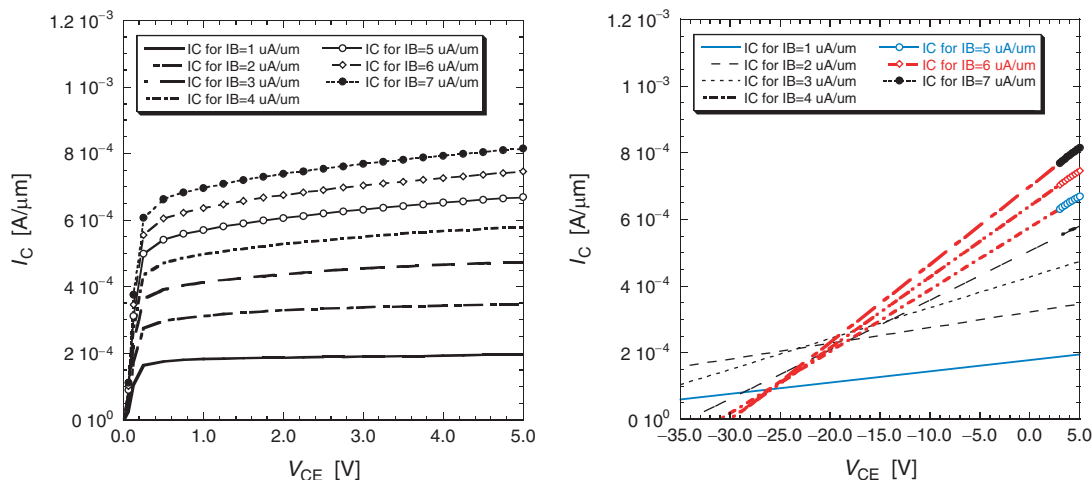 1.2 10⁻³
1 10⁻³
8 10⁻⁴
6 10⁻⁴
4 10⁻⁴
2 10⁻⁴
0 10⁰
I_C [A/μm]
IC for IB=1 uA/um
IC for IB=2 uA/um
IC for IB=3 uA/um
IC for IB=4 uA/um
IC for IB=5 uA/um
IC for IB=6 uA/um
IC for IB=7 uA/um
0.0 1.0 2.0 3.0 4.0 5.0
V_CE [V]
1.2 10⁻³
1 10⁻³
8 10⁻⁴
6 10⁻⁴
4 10⁻⁴
2 10⁻⁴
0 10⁰
I_C [A/μm]
IC for IB=1 uA/um
IC for IB=2 uA/um
IC for IB=3 uA/um
IC for IB=4 uA/um
IC for IB=5 uA/um
IC for IB=6 uA/um
IC for IB=7 uA/um
−35.0 −30.0 −25.0 −20.0 −15.0 −10.0 −5.0 0.0 5.0
V_CE [V]